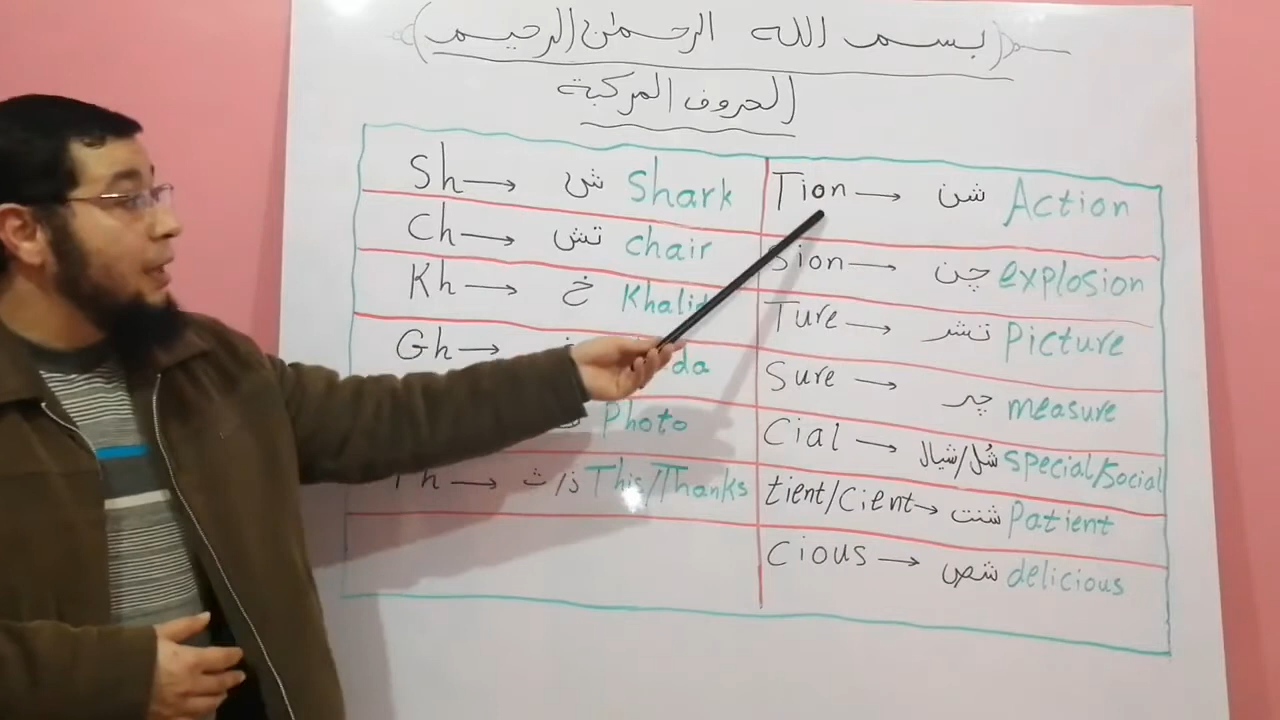 بسم الله الرحمن الرحيم
الحروف المركبة
Sh → ش Shark
Ch → تش chair
Kh → خ Khalid
Gh →
Photo
Th → ذ/ث This/Thanks
Tion → شن Action
Sion → چن explosion
Ture → تشر Picture
Sure → چر measure
Cial → شُل/شيال special/social
tient/Cient → شنت Patient
Cious → شص delicious